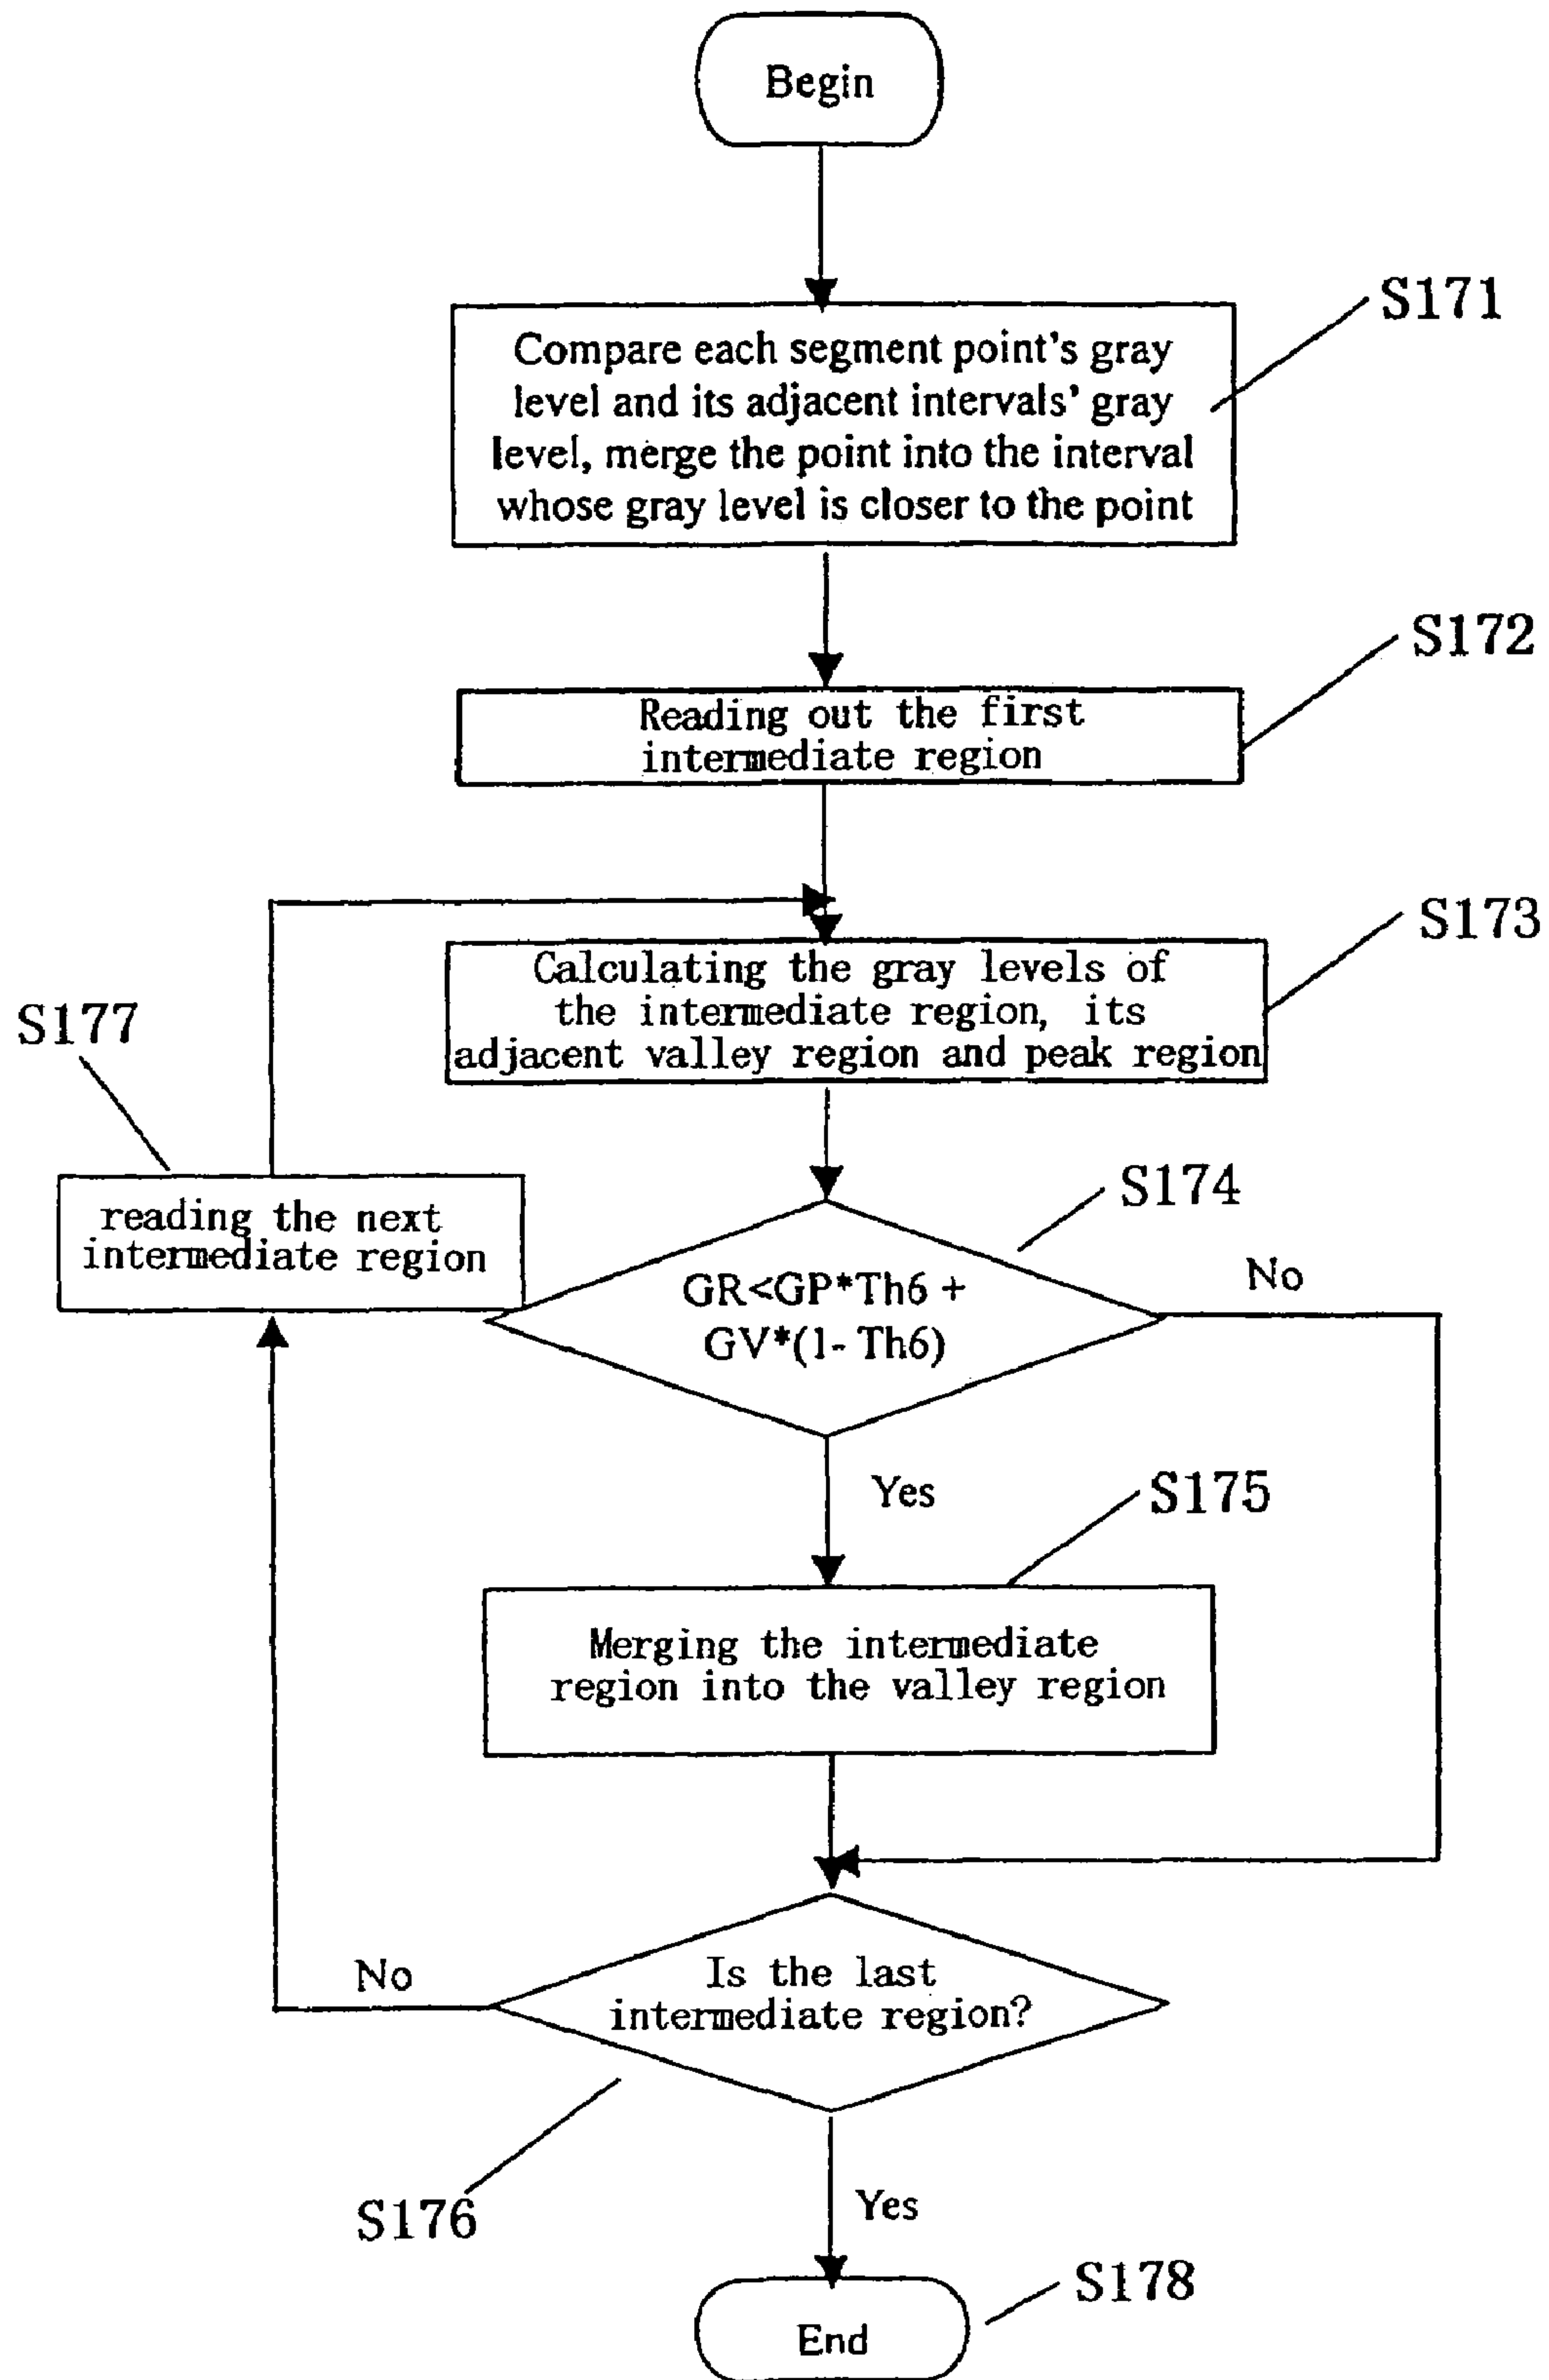 Begin
S171
Compare each segment point's gray
level and its adjacent intervals' gray
level, merge the point into the interval
whose gray level is closer to the point
S172
Reading out the first
intermediate region
S173
Calculating the gray levels of
the intermediate region, its
adjacent valley region and peak region
S177
reading the next
intermediate region
S174
GR<GP*Th6 +
GV*(1- Th6)
No
Yes
S175
Merging the intermediate
region into the valley region
No
Is the last
intermediate region?
S176
Yes
S178
End